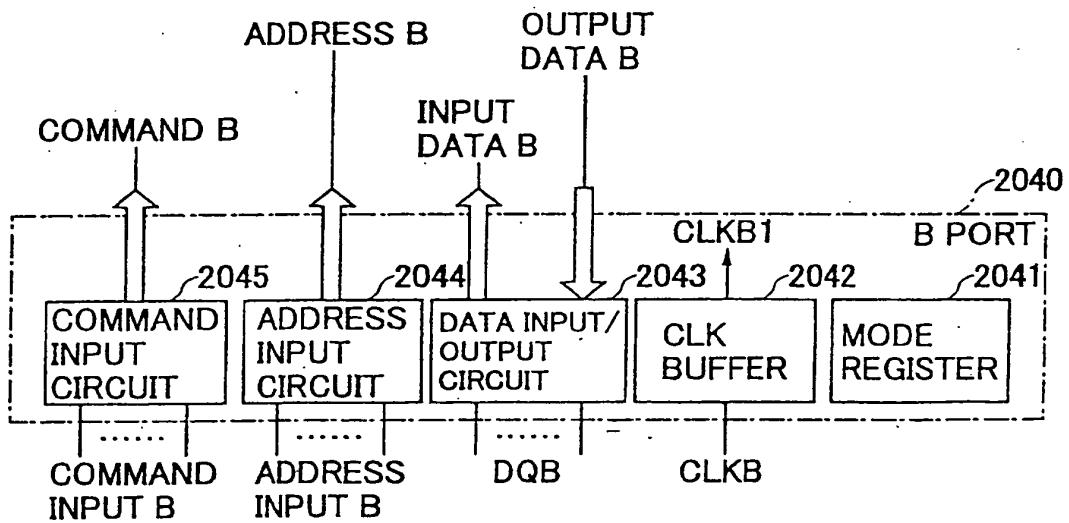 OUTPUT
DATA B
ADDRESS B
INPUT
DATA B
COMMAND B
2040
B PORT
CLKB1
2045
2044
2043
2042
2041
COMMAND
INPUT
CIRCUIT
ADDRESS
INPUT
CIRCUIT
DATA INPUT/
OUTPUT
CIRCUIT
CLK
BUFFER
MODE
REGISTER
......
......
......
COMMAND
INPUT B
ADDRESS
INPUT B
DQB
CLKB